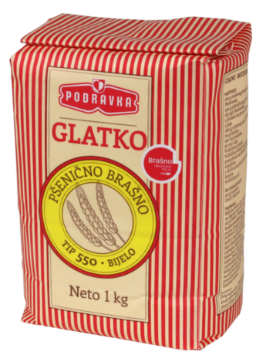 PODRAVKA
GLATKO
Brašno
PŠENIČNO BRAŠNO
TIP 550 • BIJELO
Neto 1 kg